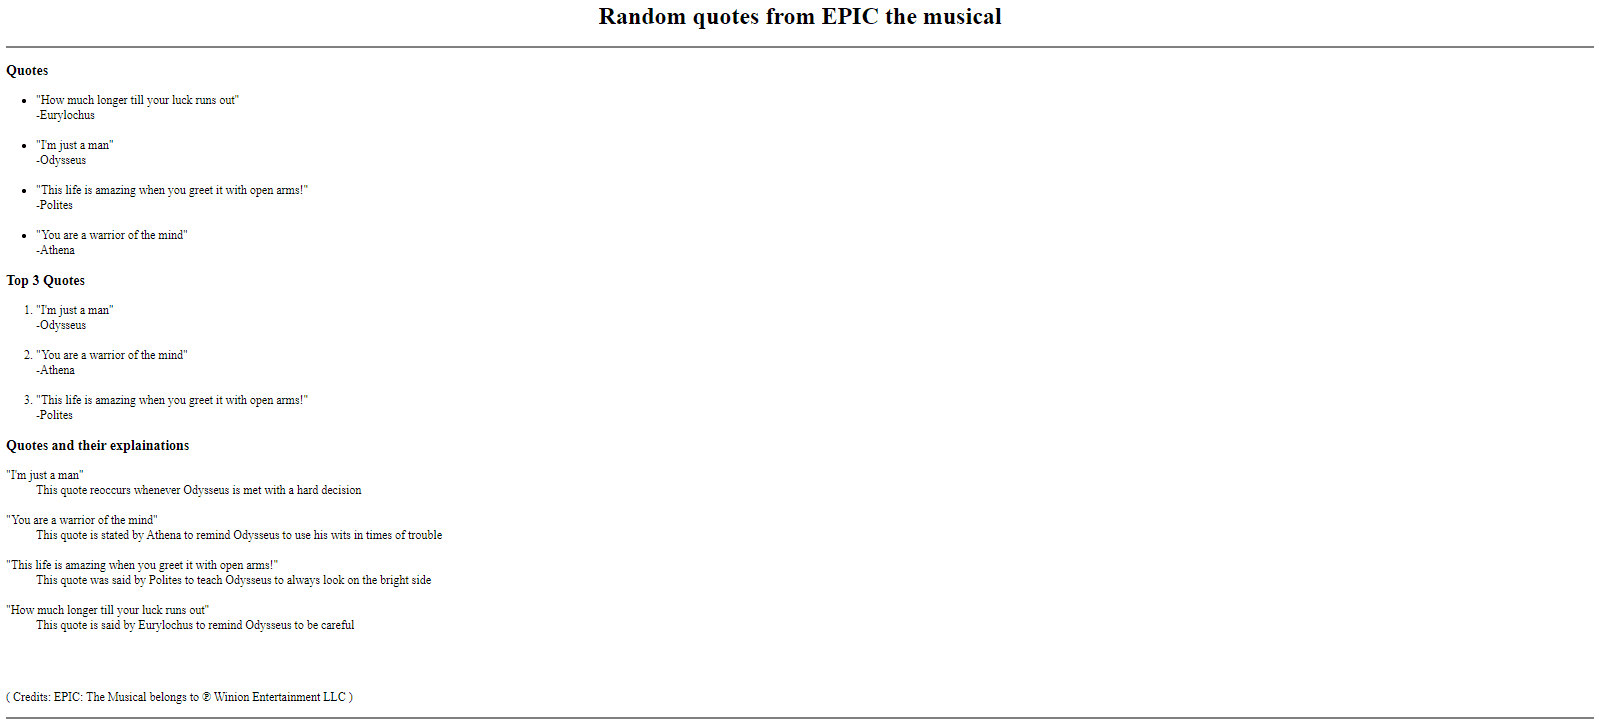 Random quotes from EPIC the musical
Quotes
• "How much longer till your luck runs out"
-Eurylochus
• "I'm just a man"
-Odysseus
• "This life is amazing when you greet it with open arms!"
-Polites
• "You are a warrior of the mind"
-Athena
Top 3 Quotes
1. "I'm just a man"
-Odysseus
2. "You are a warrior of the mind"
-Athena
3. "This life is amazing when you greet it with open arms!"
-Polites
Quotes and their explainations
"I'm just a man"
This quote reoccurs whenever Odysseus is met with a hard decision
"You are a warrior of the mind"
This quote is stated by Athena to remind Odysseus to use his wits in times of trouble
"This life is amazing when you greet it with open arms!"
This quote was said by Polites to teach Odysseus to always look on the bright side
"How much longer till your luck runs out"
This quote is said by Eurylochus to remind Odysseus to be careful
( Credits: EPIC: The Musical belongs to ℗ Winion Entertainment LLC )